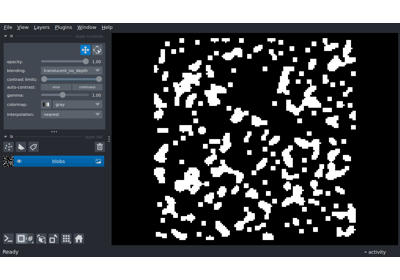 File View Layers Plugins Window Help
opacity: 1.00
blending: translucent_no_depth
contrast limits:
auto-contrast: once continuous
gamma: 1.00
colormap: gray
interpolation: nearest
blobs
Ready
activity